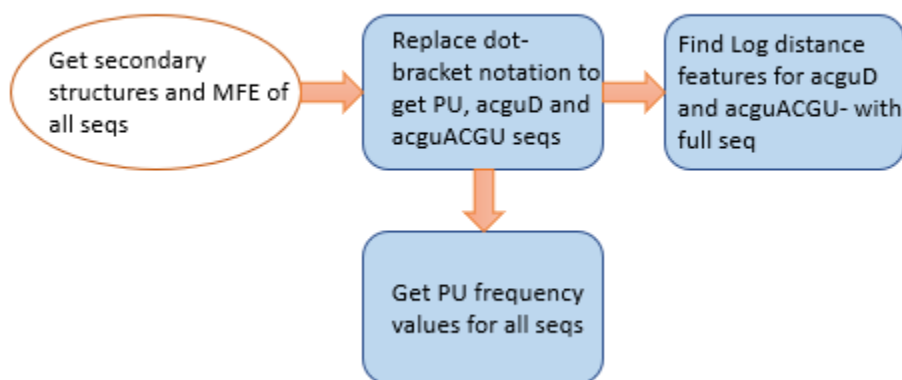 Get secondary
structures and MFE of
all seqs
Replace dot-
bracket notation to
get PU, acguD and
acguACGU seqs
Find Log distance
features for acguD
and acguACGU- with
full seq
Get PU frequency
values for all seqs